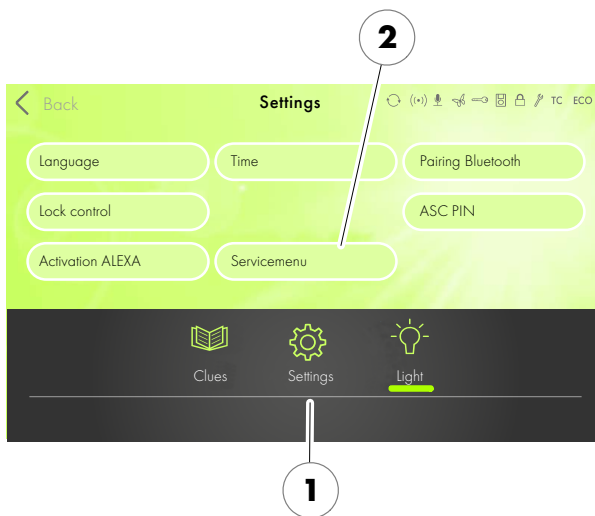 2
Back Settings TC ECO
Language Time Pairing Bluetooth
Lock control ASC PIN
Activation ALEXA Servicemenu
Clues Settings Light
1